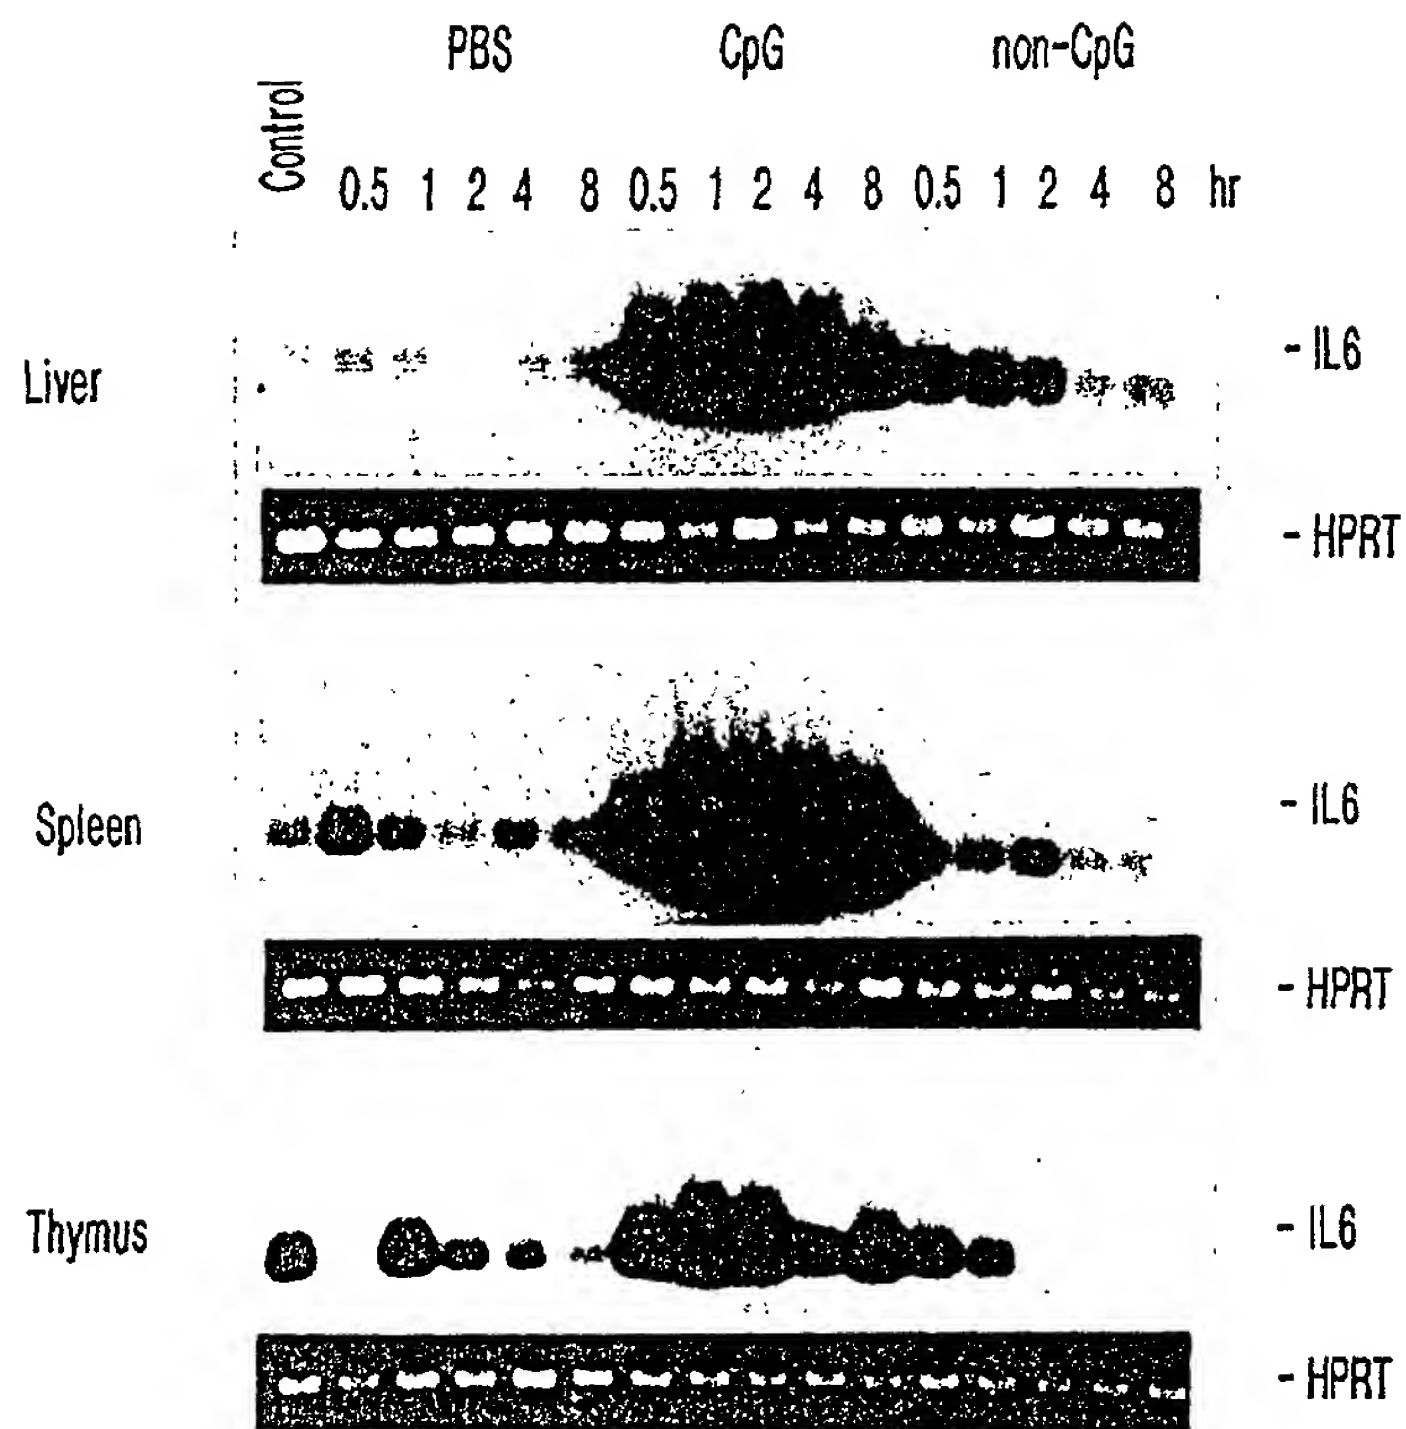 PBS CpG non-CpG
Control
0.5 1 2 4 8 0.5 1 2 4 8 0.5 1 2 4 8 hr
Liver
- IL6
- HPRT
Spleen
- IL6
- HPRT
Thymus
- IL6
- HPRT